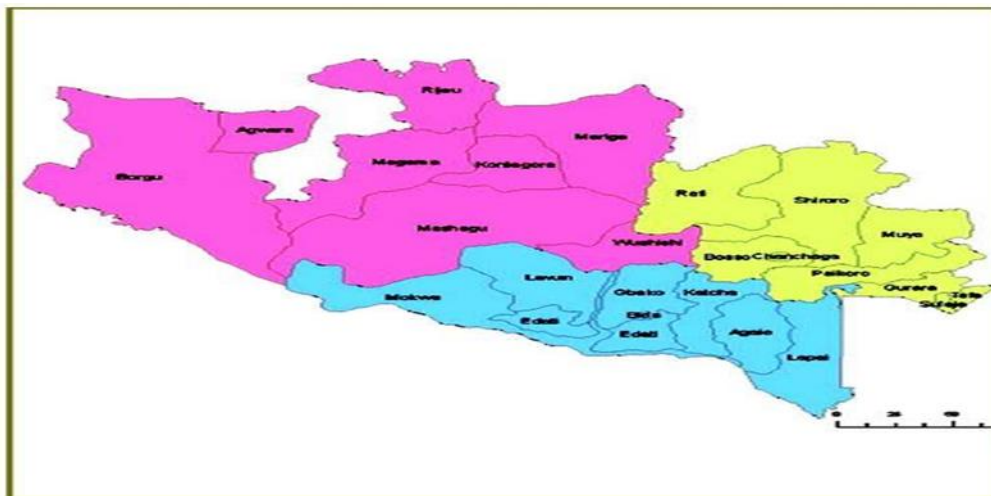 Rijau
Agwara
Mariga
Magama
Kontagora
Borgu
Rafi
Shiroro
Mashegu
Muya
Wushishi
Bosso
Chanchaga
Paikoro
Lavun
Gurara
Tafa
Gbako
Katcha
Mokwa
Suleja
Bida
Edati
Edati
Agaie
Lapai
0